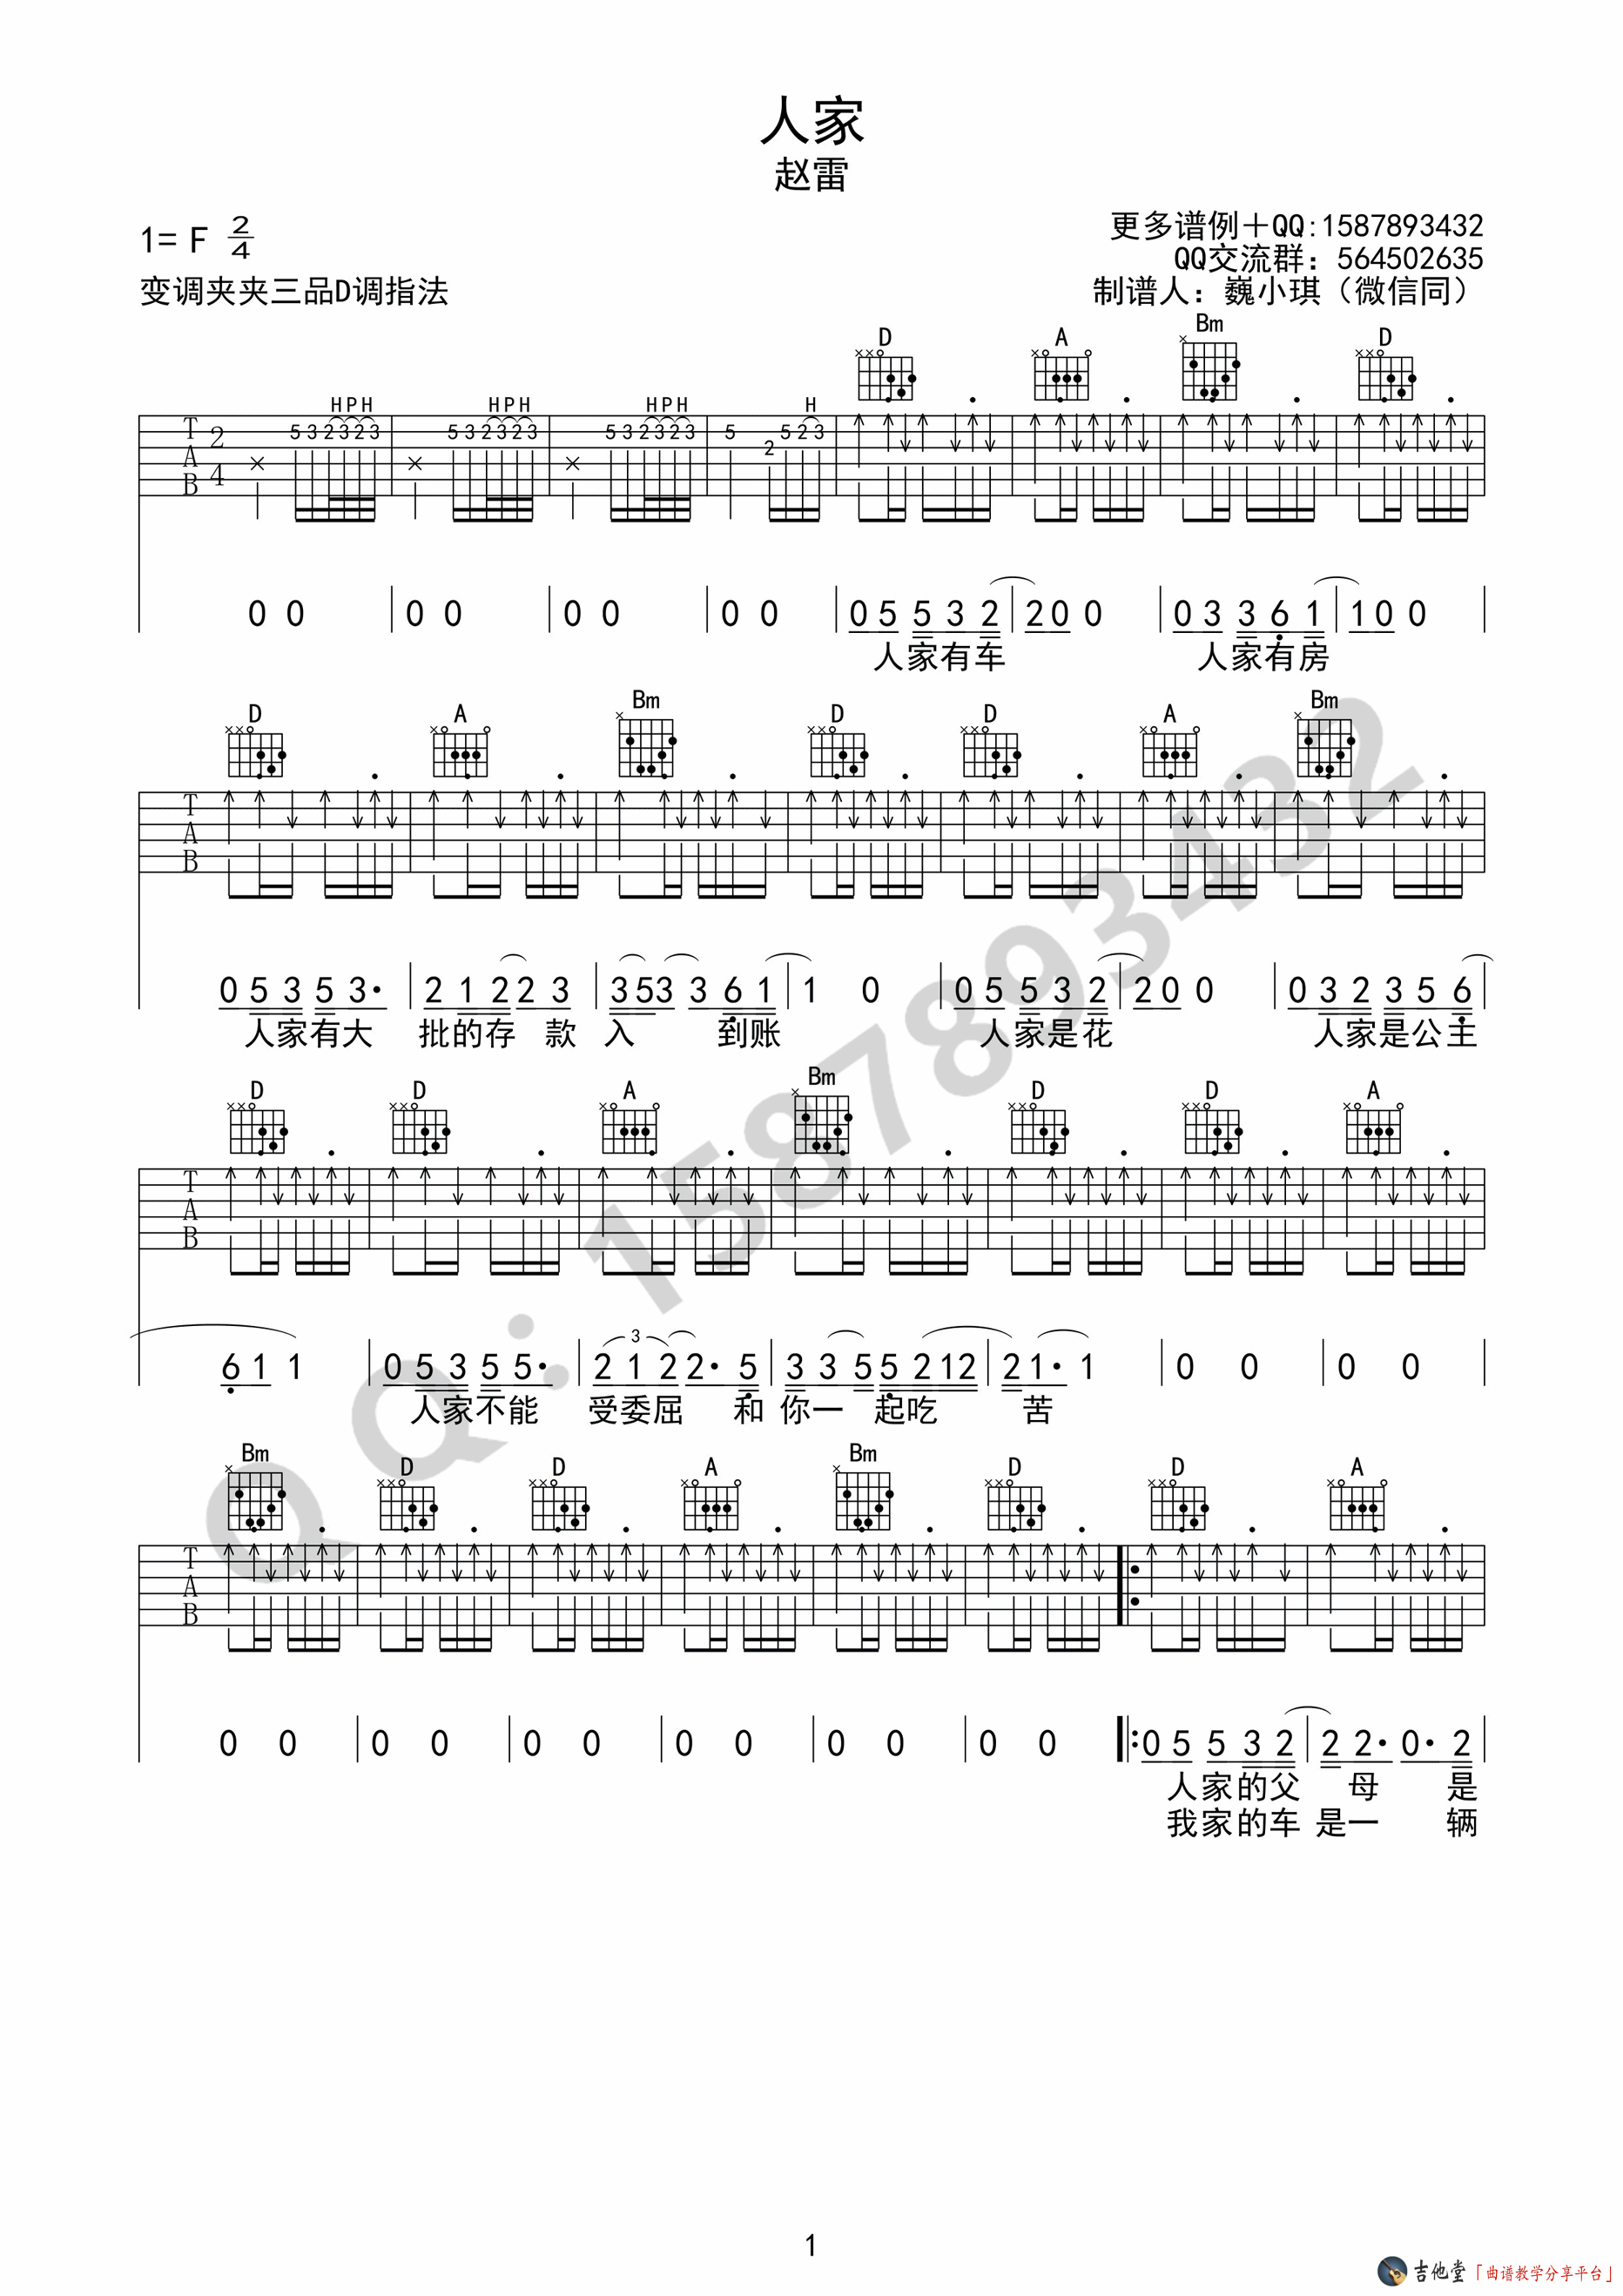 人家
赵雷
1= F 2/4
变调夹夹三品D调指法
更多谱例＋QQ:1587893432
QQ交流群：564502635
制谱人：巍小琪（微信同）
D A Bm D
H P H H P H H P H H
T A B 2 4 × 5 3 2 3 2 3 × 5 3 2 3 2 3 × 5 3 2 3 2 3 5 2 5 2 3
0 0 | 0 0 | 0 0 | 0 0 | 0 5 5 3 2 | 2 0 0 | 0 3 3 6 1 | 1 0 0 |
人家有车 人家有房
D A Bm D D A Bm
T A B
0 5 3 5 3· | 2 1 2 2 3 | 3 5 3 3 6 1 | 1 0 | 0 5 5 3 2 | 2 0 0 | 0 3 2 3 5 6 |
人家有大 批的存 款 入 到账 人家是花 人家是公主
D D A Bm D D A
T A B
6 1 1 | 0 5 3 5 5· | 3 2 1 2 2· 5 | 3 3 5 5 2 1 2 | 2 1· 1 | 0 0 | 0 0 |
人家不能 受委屈 和 你一 起吃 苦
Bm D D A Bm D D A
T A B
0 0 | 0 0 | 0 0 | 0 0 | 0 0 | 0 0 |: 0 5 5 3 2 | 2 2· 0· 2 |
人家的父 母 是
我家的车 是一 辆
QQ:1587893432
1
吉他堂「曲谱教学分享平台」